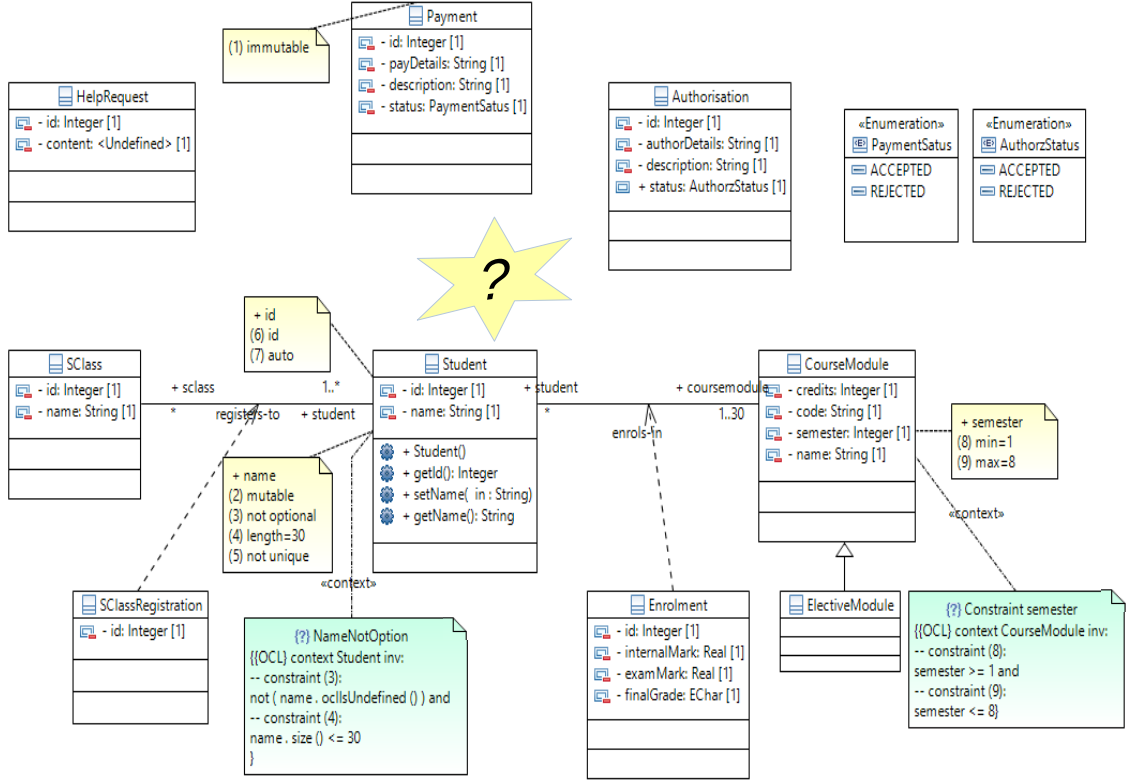 Payment
- id: Integer [1]
- payDetails: String [1]
- description: String [1]
- status: PaymentSatus [1]
(1) immutable
HelpRequest
- id: Integer [1]
- content: <Undefined> [1]
Authorisation
- id: Integer [1]
- authorDetails: String [1]
- description: String [1]
+ status: AuthorzStatus [1]
«Enumeration»
PaymentSatus
ACCEPTED
REJECTED
«Enumeration»
AuthorzStatus
ACCEPTED
REJECTED
?
+ id
(6) id
(7) auto
SClass
- id: Integer [1]
- name: String [1]
+ sclass
1..*
*
registers-to
+ student
Student
- id: Integer [1]
- name: String [1]
+ Student()
+ getId(): Integer
+ setName( in : String)
+ getName(): String
+ student
+ coursemodule
*
1..30
enrols-in
CourseModule
- credits: Integer [1]
- code: String [1]
- semester: Integer [1]
- name: String [1]
+ semester
(8) min=1
(9) max=8
+ name
(2) mutable
(3) not optional
(4) length=30
(5) not unique
«context»
«context»
SClassRegistration
- id: Integer [1]
{?} NameNotOption
{{OCL} context Student inv:
-- constraint (3):
not ( name . oclIsUndefined () ) and
-- constraint (4):
name . size () <= 30
}
Enrolment
- id: Integer [1]
- internalMark: Real [1]
- examMark: Real [1]
- finalGrade: EChar [1]
ElectiveModule
{?} Constraint semester
{{OCL} context CourseModule inv:
-- constraint (8):
semester >= 1 and
-- constraint (9):
semester <= 8}